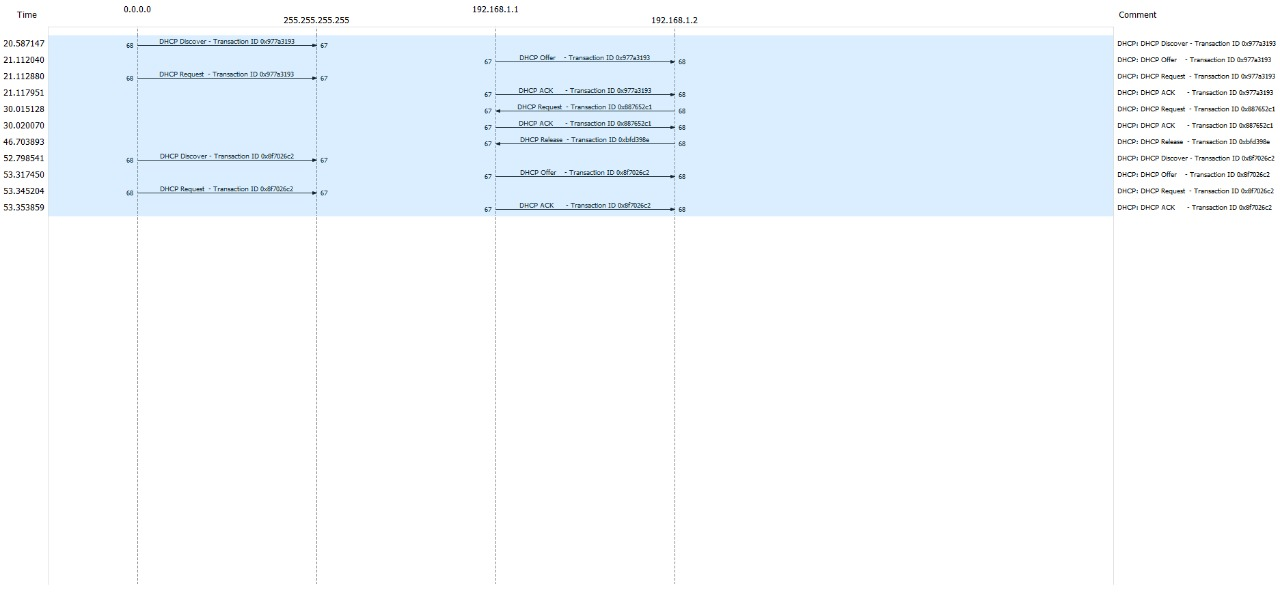 Time 0.0.0.0 255.255.255.255 192.168.1.1 192.168.1.2 Comment
20.587147 68 DHCP Discover - Transaction ID 0x977a3193 67 DHCP: DHCP Discover - Transaction ID 0x977a3193
21.112040 67 DHCP Offer - Transaction ID 0x977a3193 68 DHCP: DHCP Offer - Transaction ID 0x977a3193
21.112880 68 DHCP Request - Transaction ID 0x977a3193 67 DHCP: DHCP Request - Transaction ID 0x977a3193
21.117951 67 DHCP ACK - Transaction ID 0x977a3193 68 DHCP: DHCP ACK - Transaction ID 0x977a3193
30.015128 67 DHCP Request - Transaction ID 0x887652c1 68 DHCP: DHCP Request - Transaction ID 0x887652c1
30.020070 67 DHCP ACK - Transaction ID 0x887652c1 68 DHCP: DHCP ACK - Transaction ID 0x887652c1
46.703893 67 DHCP Release - Transaction ID 0xbfd398e 68 DHCP: DHCP Release - Transaction ID 0xbfd398e
52.798541 68 DHCP Discover - Transaction ID 0x8f7026c2 67 DHCP: DHCP Discover - Transaction ID 0x8f7026c2
53.317450 67 DHCP Offer - Transaction ID 0x8f7026c2 68 DHCP: DHCP Offer - Transaction ID 0x8f7026c2
53.345204 68 DHCP Request - Transaction ID 0x8f7026c2 67 DHCP: DHCP Request - Transaction ID 0x8f7026c2
53.353859 67 DHCP ACK - Transaction ID 0x8f7026c2 68 DHCP: DHCP ACK - Transaction ID 0x8f7026c2